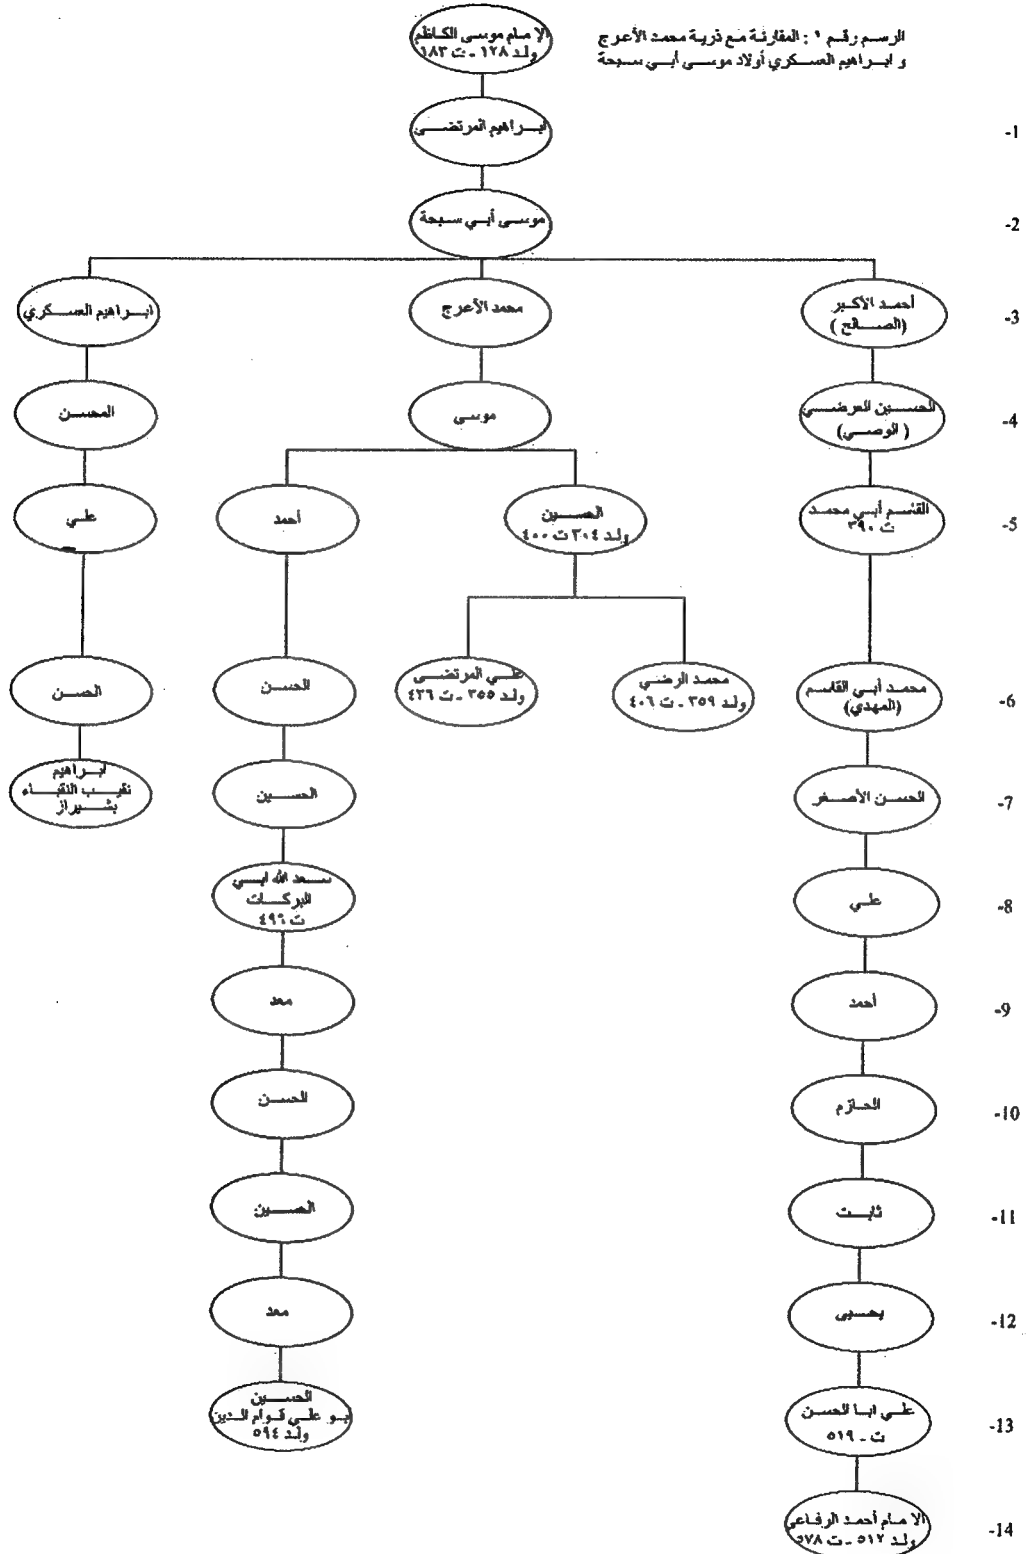 الرسم رقم ١ : المقارنة مع ذرية محمد الأعرج
و ابراهيم العسكري أولاد موسى أبي سبحة
الإمام موسى الكاظم
ولد ١٢٨ - ت ١٨٣
-1
ابراهيم المرتضى
-2
موسى أبي سبحة
-3
أحمد الأكبر
(الصالح)
محمد الأعرج
ابراهيم العسكري
-4
الحسين العرضي
(الوصي)
موسى
المحسن
-5
القسم أبي محمد
ت ٣٩٠
الحسين
ولد ٣٠٤ ت ٤٠٠
أحمد
علي
-6
محمد أبي القاسم
(المهدي)
محمد الرضي
ولد ٣٥٩ - ت ٤٠٦
علي المرتضى
ولد ٣٥٥ - ت ٤٣٦
الحسن
الحسن
-7
الحسن الأصغر
الحسين
ابراهيم
نقيب النقباء
بشيراز
-8
علي
سعد الله ابي
البركات
ت ٤٩٦
-9
أحمد
معد
-10
الحازم
الحسن
-11
ثابت
الحسين
-12
يحيى
معد
-13
علي ابا الحسن
ت - ٥١٩
الحسين
بو علي قوام الدين
ولد ٥٩٤
-14
الإمام أحمد الرفاعي
ولد ٥١٢ - ت ٥٧٨